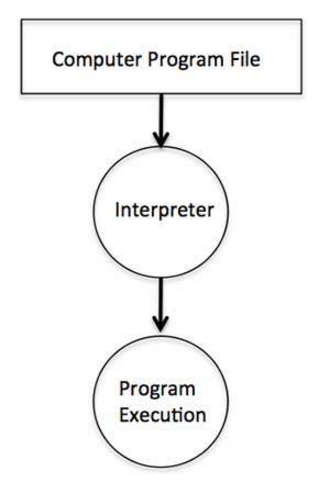 Computer Program File
Interpreter
Program
Execution